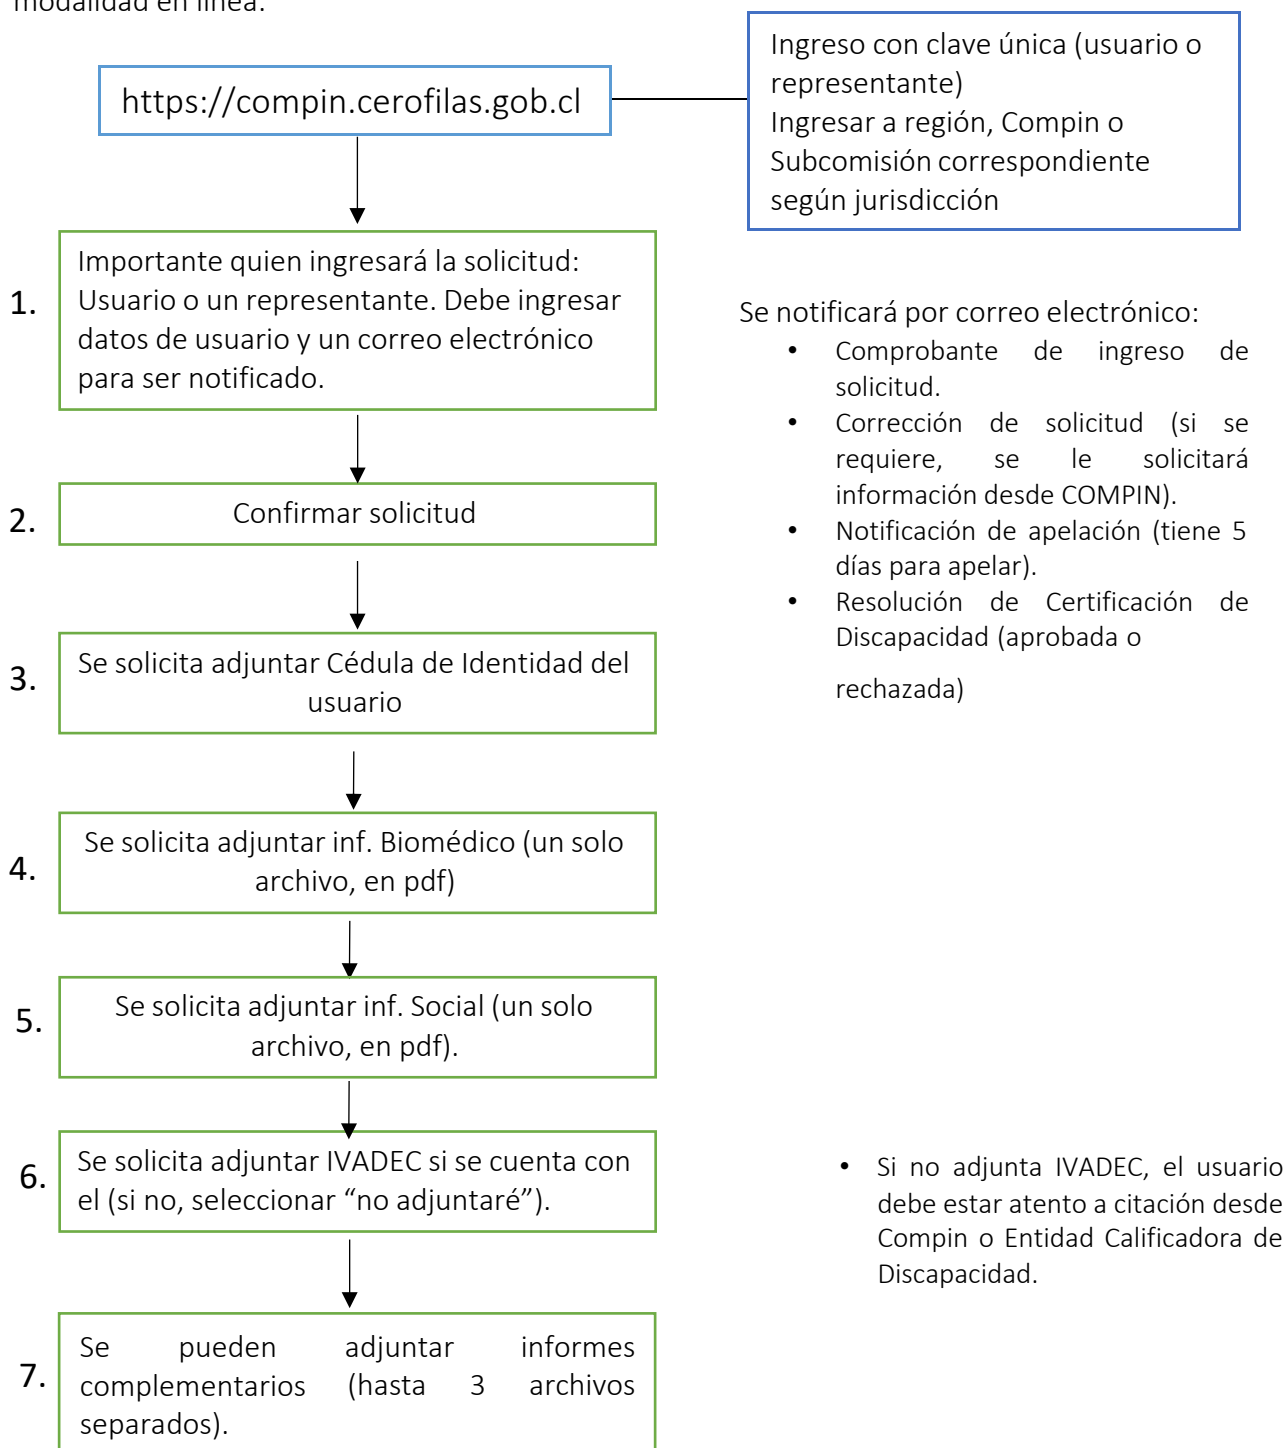 modalidad en línea.
https://compin.cerofilas.gob.cl
Ingreso con clave única (usuario o
representante)
Ingresar a región, Compin o
Subcomisión correspondiente
según jurisdicción
1.
Importante quien ingresará la solicitud:
Usuario o un representante. Debe ingresar
datos de usuario y un correo electrónico
para ser notificado.
Se notificará por correo electrónico:
• Comprobante de ingreso de
solicitud.
• Corrección de solicitud (si se
requiere, se le solicitará
información desde COMPIN).
• Notificación de apelación (tiene 5
días para apelar).
• Resolución de Certificación de
Discapacidad (aprobada o
rechazada)
2.
Confirmar solicitud
3.
Se solicita adjuntar Cédula de Identidad del
usuario
4.
Se solicita adjuntar inf. Biomédico (un solo
archivo, en pdf)
5.
Se solicita adjuntar inf. Social (un solo
archivo, en pdf).
6.
Se solicita adjuntar IVADEC si se cuenta con
el (si no, seleccionar “no adjuntaré”).
• Si no adjunta IVADEC, el usuario
debe estar atento a citación desde
Compin o Entidad Calificadora de
Discapacidad.
7.
Se pueden adjuntar informes
complementarios (hasta 3 archivos
separados).